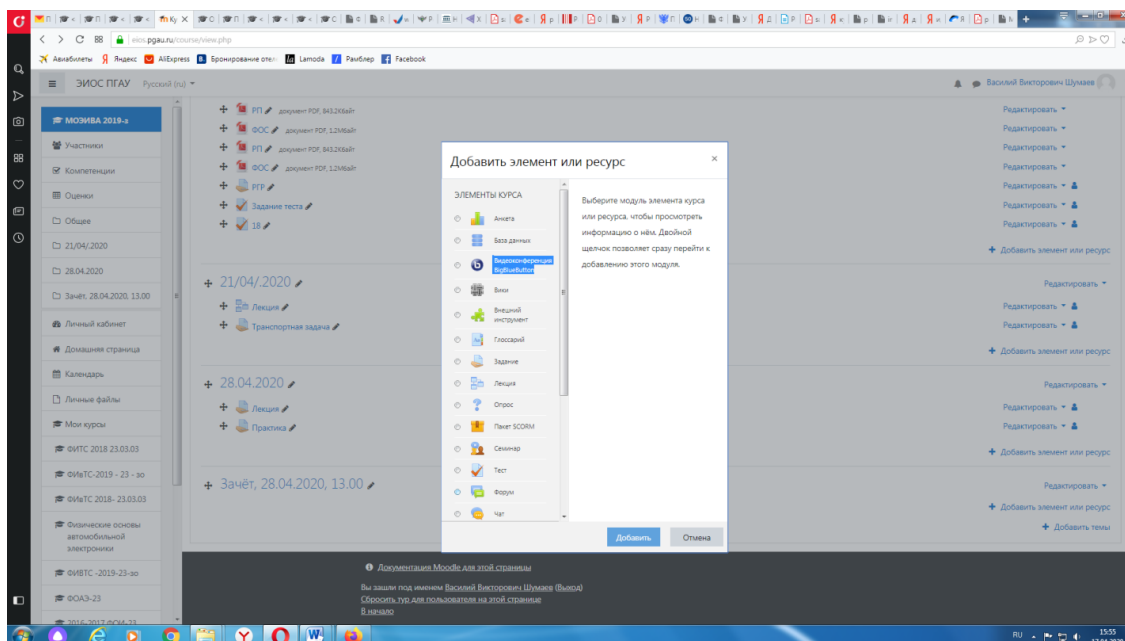 eios.pgau.ru/course/view.php
Авиабилеты Яндекс AliExpress Бронирование отел Lamoda Рамблер Facebook
ЭИОС ПГАУ Русский (ru)
Василий Викторович Шумаев
МОЭИВА 2019-з
Участники
Компетенции
Оценки
Общее
21/04/.2020
28.04.2020
Зачёт, 28.04.2020, 13.00
Личный кабинет
Домашняя страница
Календарь
Личные файлы
Мои курсы
ФИТС 2018 23.03.03
ФИвТС-2019 - 23 - зо
ФИвТС 2018- 23.03.03
Физические основы
автомобильной
электроники
ФИВТС -2019-23-зо
ФОАЭ-23
РП документ PDF, 843.2Кбайт
Редактировать
ФОС документ PDF, 1.2Мбайт
Редактировать
РП документ PDF, 843.2Кбайт
Редактировать
ФОС документ PDF, 1.2Мбайт
Редактировать
РГР
Редактировать
Задание теста
Редактировать
18
Редактировать
Добавить элемент или ресурс
21/04/.2020
Редактировать
Лекция
Редактировать
Транспортная задача
Редактировать
Добавить элемент или ресурс
28.04.2020
Редактировать
Лекция
Редактировать
Практика
Редактировать
Добавить элемент или ресурс
Зачёт, 28.04.2020, 13.00
Редактировать
Добавить элемент или ресурс
Добавить темы
Добавить элемент или ресурс ×
ЭЛЕМЕНТЫ КУРСА
Анкета
База данных
Видеоконференция
BigBlueButton
Вики
Внешний
инструмент
Глоссарий
Задание
Лекция
Опрос
Пакет SCORM
Семинар
Тест
Форум
Чат
Выберите модуль элемента курса
или ресурса, чтобы просмотреть
информацию о нём. Двойной
щелчок позволяет сразу перейти к
добавлению этого модуля.
Добавить Отмена
Документация Moodle для этой страницы
Вы зашли под именем Василий Викторович Шумаев (Выход)
Сбросить тур для пользователя на этой странице
В начало
RU 15:55